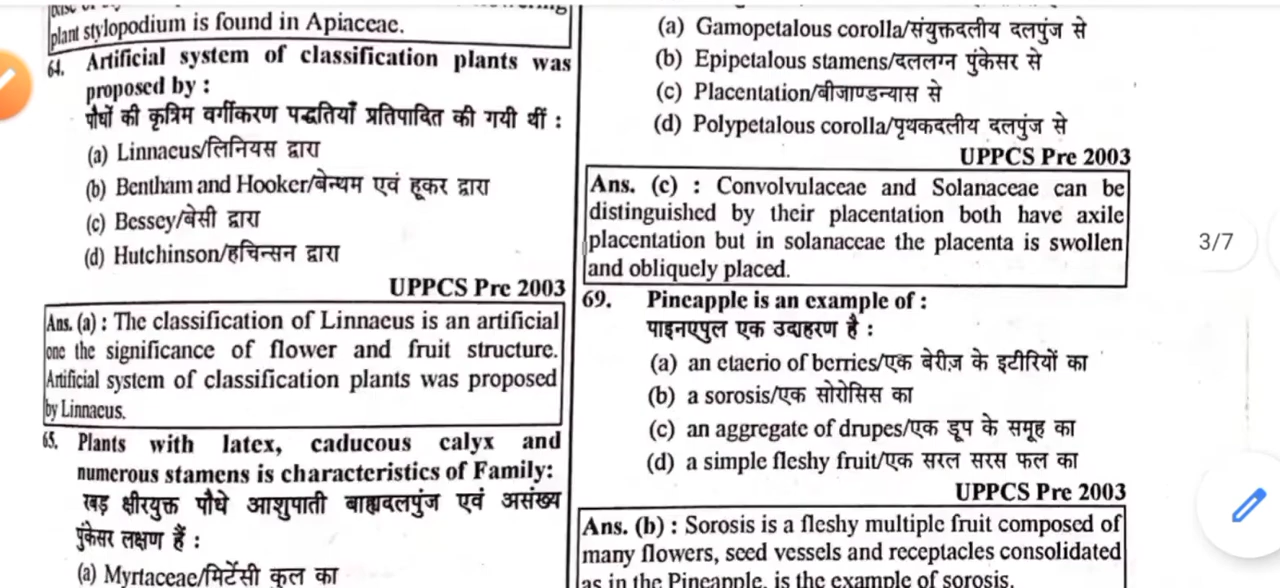 plant stylopodium is found in Apiaceae.
64. Artificial system of classification plants was
proposed by :
पौधों की कृत्रिम वर्गीकरण पद्धतियाँ प्रतिपादित की गयी थीं :
(a) Linnaeus/लिनियस द्वारा
(b) Bentham and Hooker/बेन्थम एवं हूकर द्वारा
(c) Bessey/बेसी द्वारा
(d) Hutchinson/हचिन्सन द्वारा
UPPCS Pre 2003
Ans. (a) : The classification of Linnaeus is an artificial
one the significance of flower and fruit structure.
Artificial system of classification plants was proposed
by Linnaeus.
65. Plants with latex, caducous calyx and
numerous stamens is characteristics of Family:
रबड़ क्षीरयुक्त पौधे आशुपाती बाह्यदलपुंज एवं असंख्य
पुंकेसर लक्षण हैं :
(a) Myrtaceae/मिर्टेसी कुल का
(a) Gamopetalous corolla/संयुक्तदलीय दलपुंज से
(b) Epipetalous stamens/दललग्न पुंकेसर से
(c) Placentation/बीजाण्डन्यास से
(d) Polypetalous corolla/पृथकदलीय दलपुंज से
UPPCS Pre 2003
Ans. (c) : Convolvulaceae and Solanaceae can be
distinguished by their placentation both have axile
placentation but in solanaceae the placenta is swollen
and obliquely placed.
69. Pineapple is an example of :
पाइनएपुल एक उदाहरण है :
(a) an etaerio of berries/एक बेरीज़ के इटीरियों का
(b) a sorosis/एक सोरोसिस का
(c) an aggregate of drupes/एक ड्रूप के समूह का
(d) a simple fleshy fruit/एक सरल सरस फल का
UPPCS Pre 2003
Ans. (b) : Sorosis is a fleshy multiple fruit composed of
many flowers, seed vessels and receptacles consolidated
as in the Pineapple, is the example of sorosis.
3/7